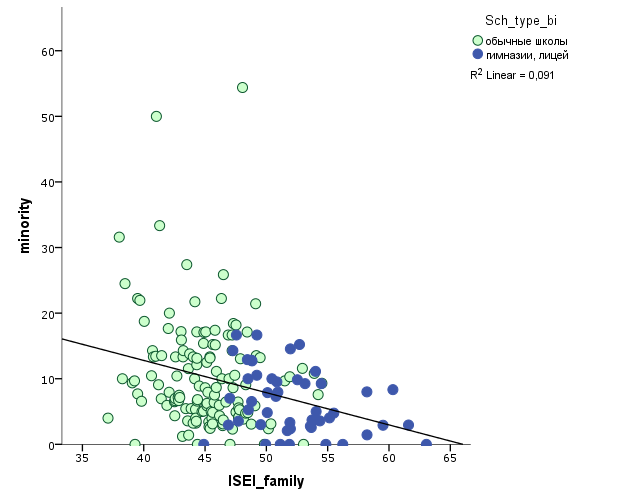 Sch_type_bi
обычные школы
гимназии, лицей
R² Linear = 0,091
60
50
40
30
20
10
0
minority
35 40 45 50 55 60 65
ISEI_family